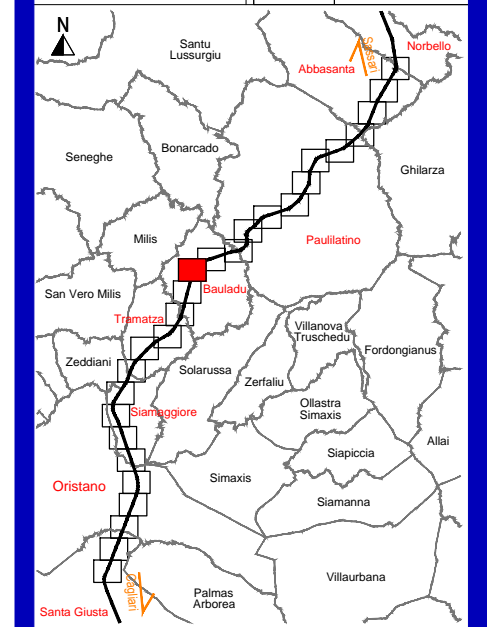 N
Santu
Lussurgiu
Sassari
Norbello
Abbasanta
Bonarcado
Seneghe
Ghilarza
Milis
Paulilatino
San Vero Milis
Bauladu
Tramatza
Villanova
Truschedu
Fordongianus
Zeddiani
Solarussa
Zerfaliu
Ollastra
Simaxis
Siamaggiore
Allai
Siapiccia
Simaxis
Oristano
Siamanna
Villaurbana
Cagliari
Palmas
Arborea
Santa Giusta